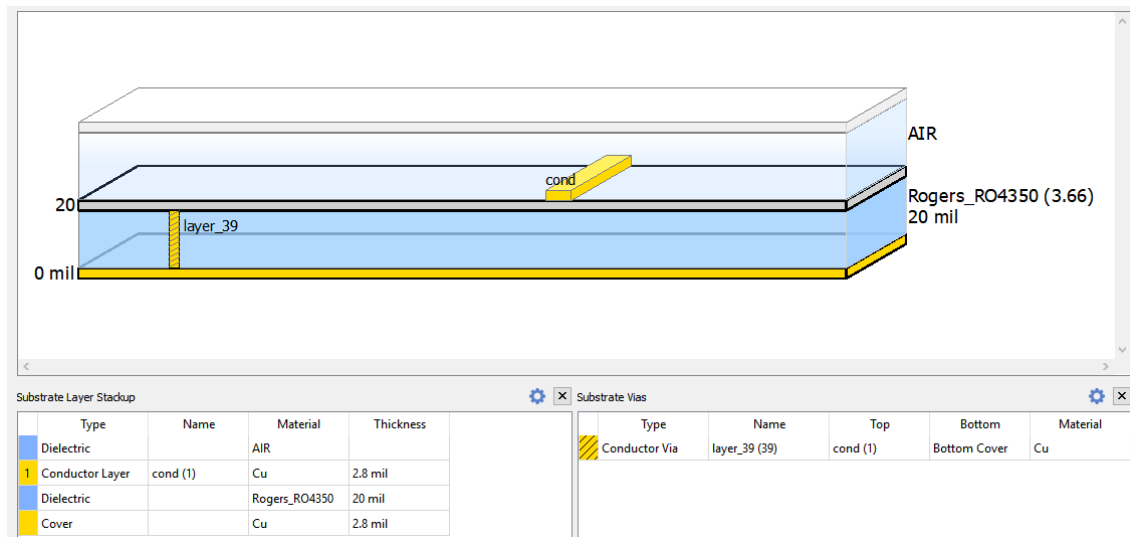 AIR
cond
Rogers_RO4350 (3.66)
20
20 mil
layer_39
0 mil
Substrate Layer Stackup
Type Name Material Thickness
Dielectric AIR
1 Conductor Layer cond (1) Cu 2.8 mil
Dielectric Rogers_RO4350 20 mil
Cover Cu 2.8 mil
Substrate Vias
Type Name Top Bottom Material
Conductor Via layer_39 (39) cond (1) Bottom Cover Cu